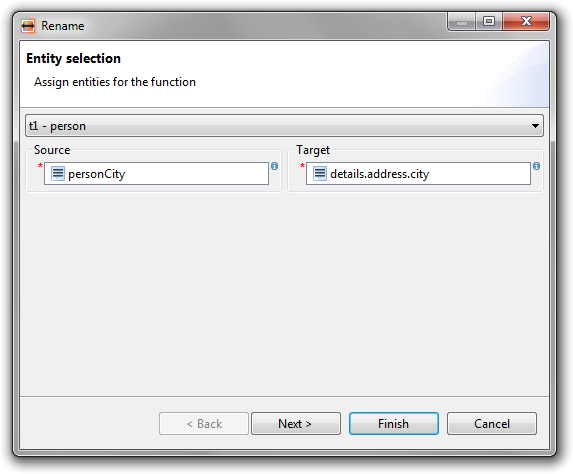 Rename
Entity selection
Assign entities for the function
t1 - person
Source Target
* personCity * details.address.city
< Back Next > Finish Cancel